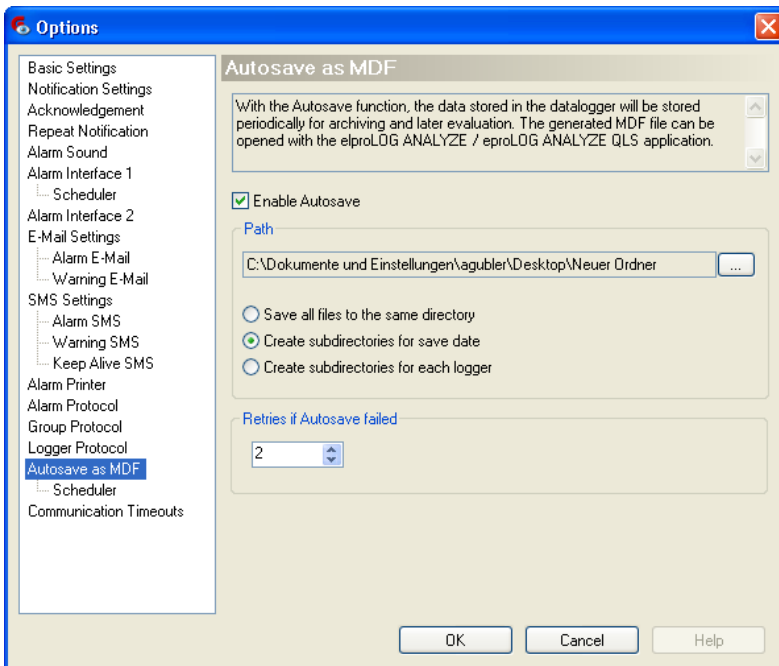 Options
Basic Settings
Notification Settings
Acknowledgement
Repeat Notification
Alarm Sound
Alarm Interface 1
Scheduler
Alarm Interface 2
E-Mail Settings
Alarm E-Mail
Warning E-Mail
SMS Settings
Alarm SMS
Warning SMS
Keep Alive SMS
Alarm Printer
Alarm Protocol
Group Protocol
Logger Protocol
Autosave as MDF
Scheduler
Communication Timeouts
Autosave as MDF
With the Autosave function, the data stored in the datalogger will be stored
periodically for archiving and later evaluation. The generated MDF file can be
opened with the elproLOG ANALYZE / eproLOG ANALYZE QLS application.
Enable Autosave
Path
C:\Dokumente und Einstellungen\agubler\Desktop\Neuer Ordner
...
Save all files to the same directory
Create subdirectories for save date
Create subdirectories for each logger
Retries if Autosave failed
2
OK
Cancel
Help